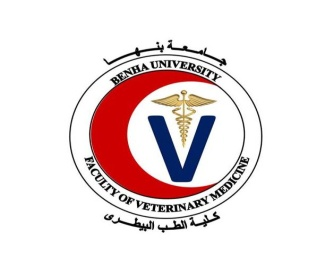 جامعة بنها
BENHA UNIVERSITY
V
FACULTY OF VETERINARY MEDICINE
كلية الطب البيطرى